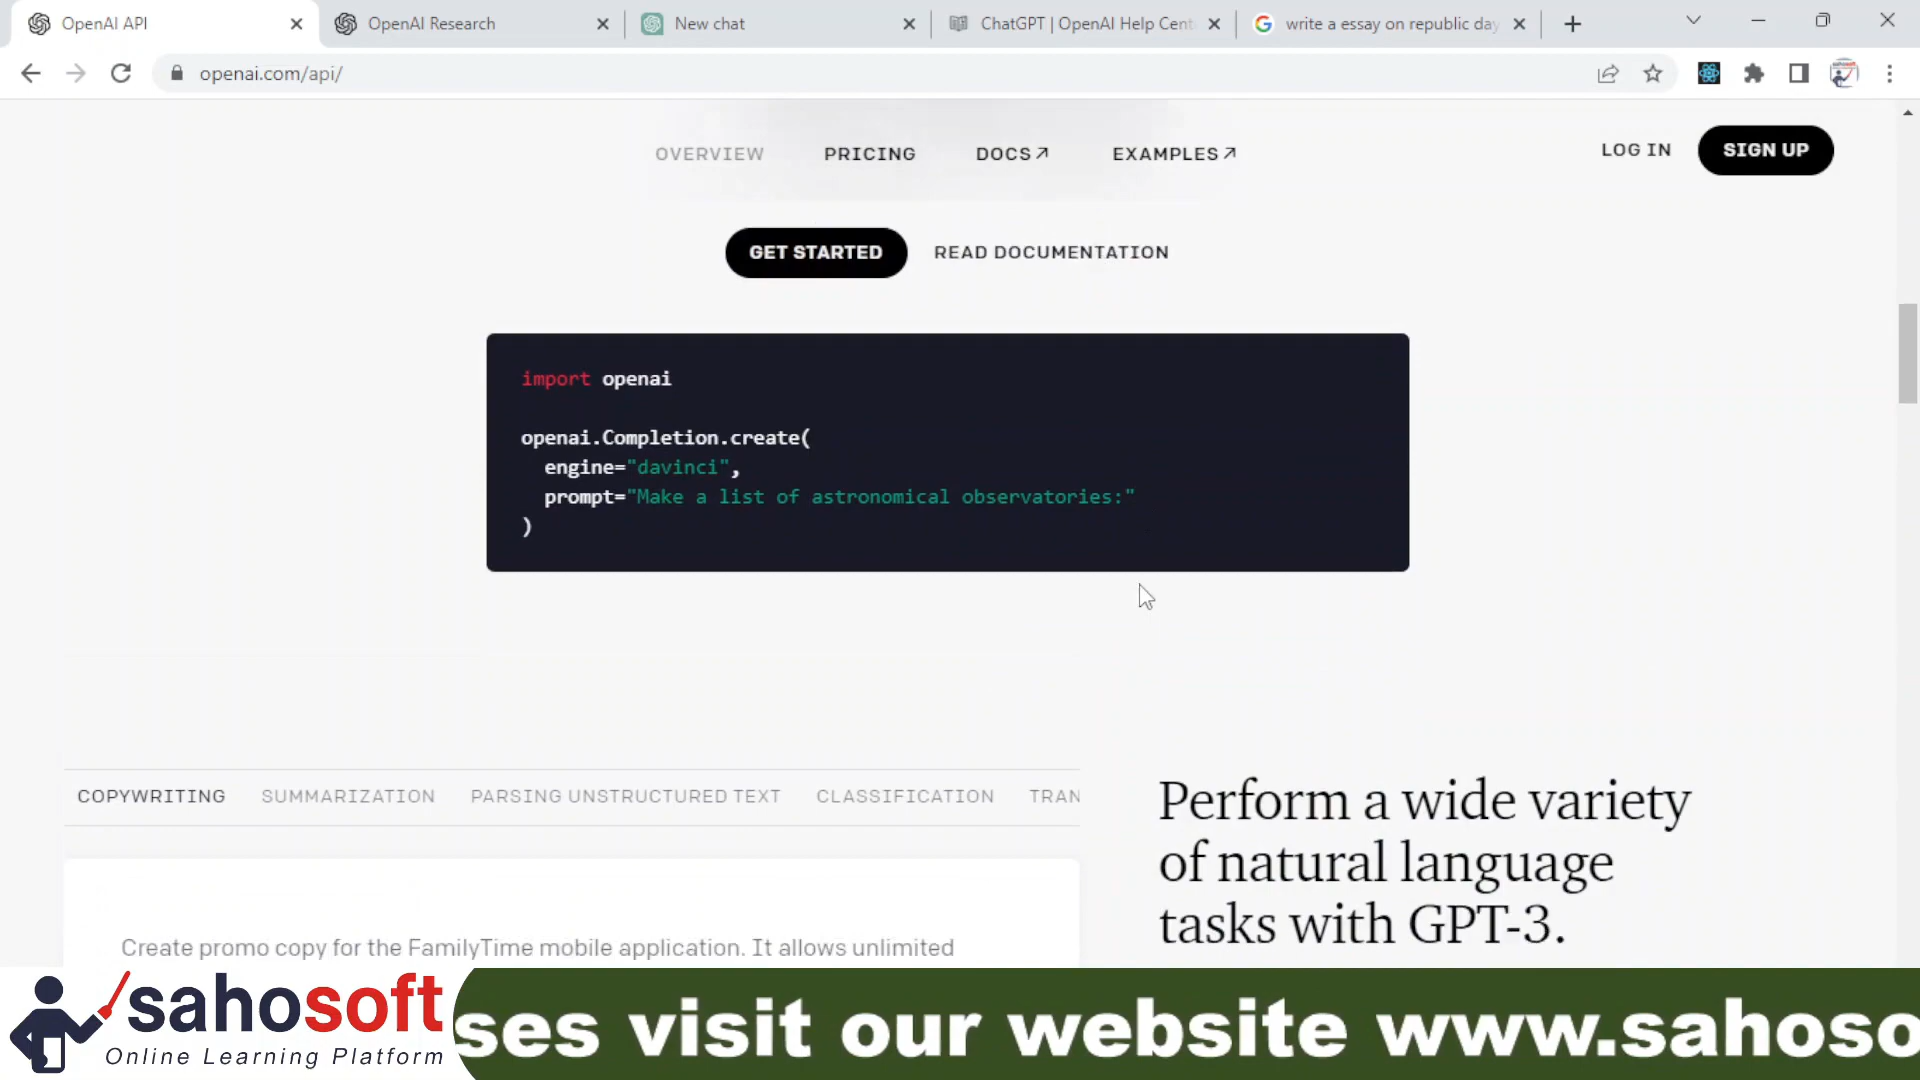 OpenAI API
OpenAI Research
New chat
ChatGPT | OpenAI Help Cent
write a essay on republic day
openai.com/api/
OVERVIEW
PRICING
DOCS↗
EXAMPLES↗
LOG IN
SIGN UP
GET STARTED
READ DOCUMENTATION
import openai
openai.Completion.create(
engine="davinci",
prompt="Make a list of astronomical observatories:"
)
COPYWRITING
SUMMARIZATION
PARSING UNSTRUCTURED TEXT
CLASSIFICATION
TRAN
Perform a wide variety
of natural language
tasks with GPT-3.
Create promo copy for the FamilyTime mobile application. It allows unlimited
sahosoft
Online Learning Platform
ses visit our website www.sahoso